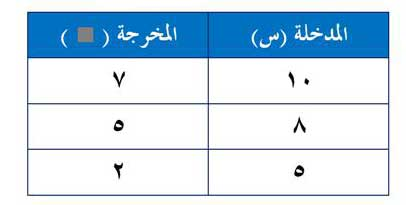 المدخلة (س) المخرجة ( ■ )
١٠ ٧
٨ ٥
٥ ٢